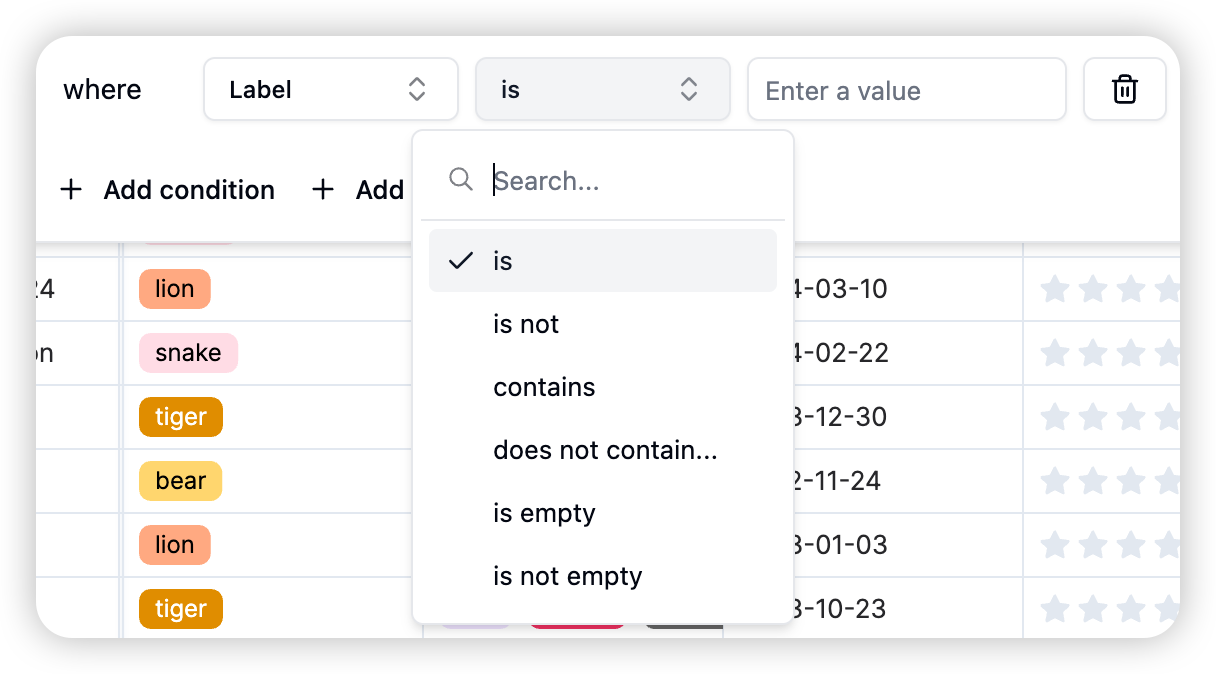 where Label is Enter a value
Add condition Add
Search...
is
is not
contains
does not contain...
is empty
is not empty
24 lion 4-03-10
on snake 4-02-22
tiger 3-12-30
bear 2-11-24
lion 3-01-03
tiger 3-10-23